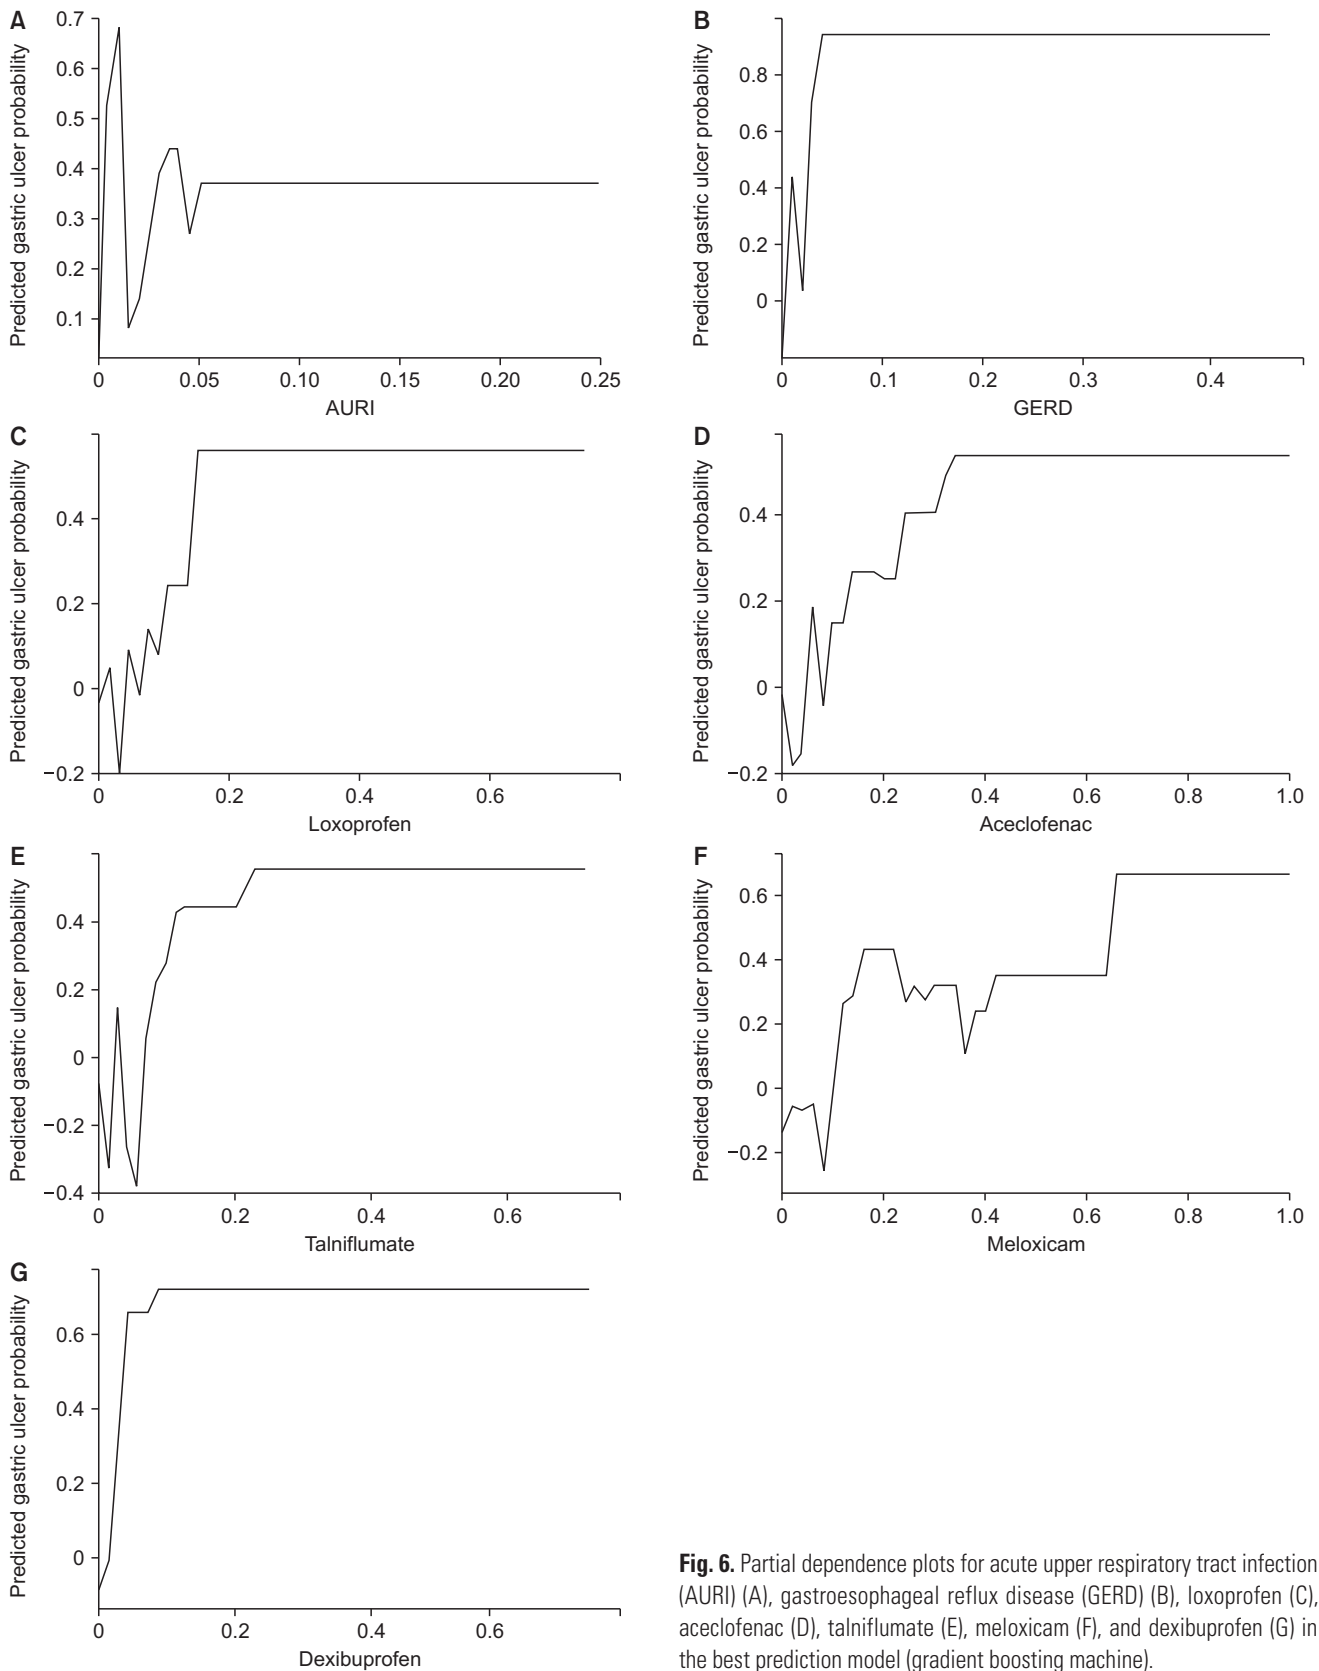 A
Predicted gastric ulcer probability
0.7
0.6
0.5
0.4
0.3
0.2
0.1
0 0.05 0.10 0.15 0.20 0.25
AURI
B
Predicted gastric ulcer probability
0.8
0.6
0.4
0.2
0
0 0.1 0.2 0.3 0.4
GERD
C
Predicted gastric ulcer probability
0.4
0.2
0
−0.2
0 0.2 0.4 0.6
Loxoprofen
D
Predicted gastric ulcer probability
0.4
0.2
0
−0.2
0 0.2 0.4 0.6 0.8 1.0
Aceclofenac
E
Predicted gastric ulcer probability
0.4
0.2
0
−0.2
−0.4
0 0.2 0.4 0.6
Talniflumate
F
Predicted gastric ulcer probability
0.6
0.4
0.2
0
−0.2
0 0.2 0.4 0.6 0.8 1.0
Meloxicam
G
Predicted gastric ulcer probability
0.6
0.4
0.2
0
0 0.2 0.4 0.6
Dexibuprofen
Fig. 6. Partial dependence plots for acute upper respiratory tract infection
(AURI) (A), gastroesophageal reflux disease (GERD) (B), loxoprofen (C),
aceclofenac (D), talniflumate (E), meloxicam (F), and dexibuprofen (G) in
the best prediction model (gradient boosting machine).